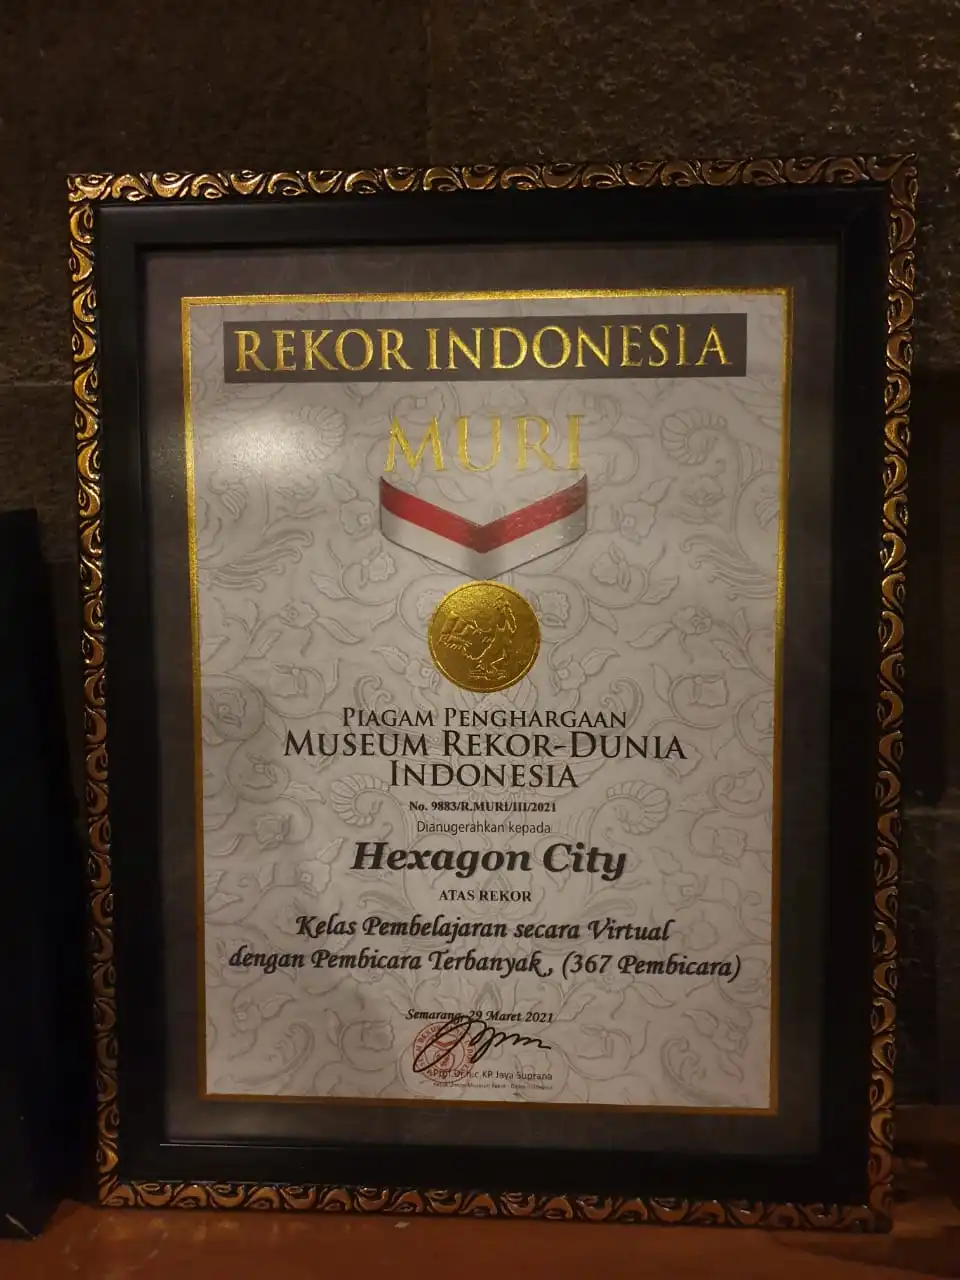 REKOR INDONESIA
MURI
PIAGAM PENGHARGAAN
MUSEUM REKOR-DUNIA
INDONESIA
No. 9883/R.MURI/III/2021
Dianugerahkan kepada
Hexagon City
ATAS REKOR
Kelas Pembelajaran secara Virtual
dengan Pembicara Terbanyak, (367 Pembicara)
Semarang, 29 Maret 2021
KP. Jaya Suprana